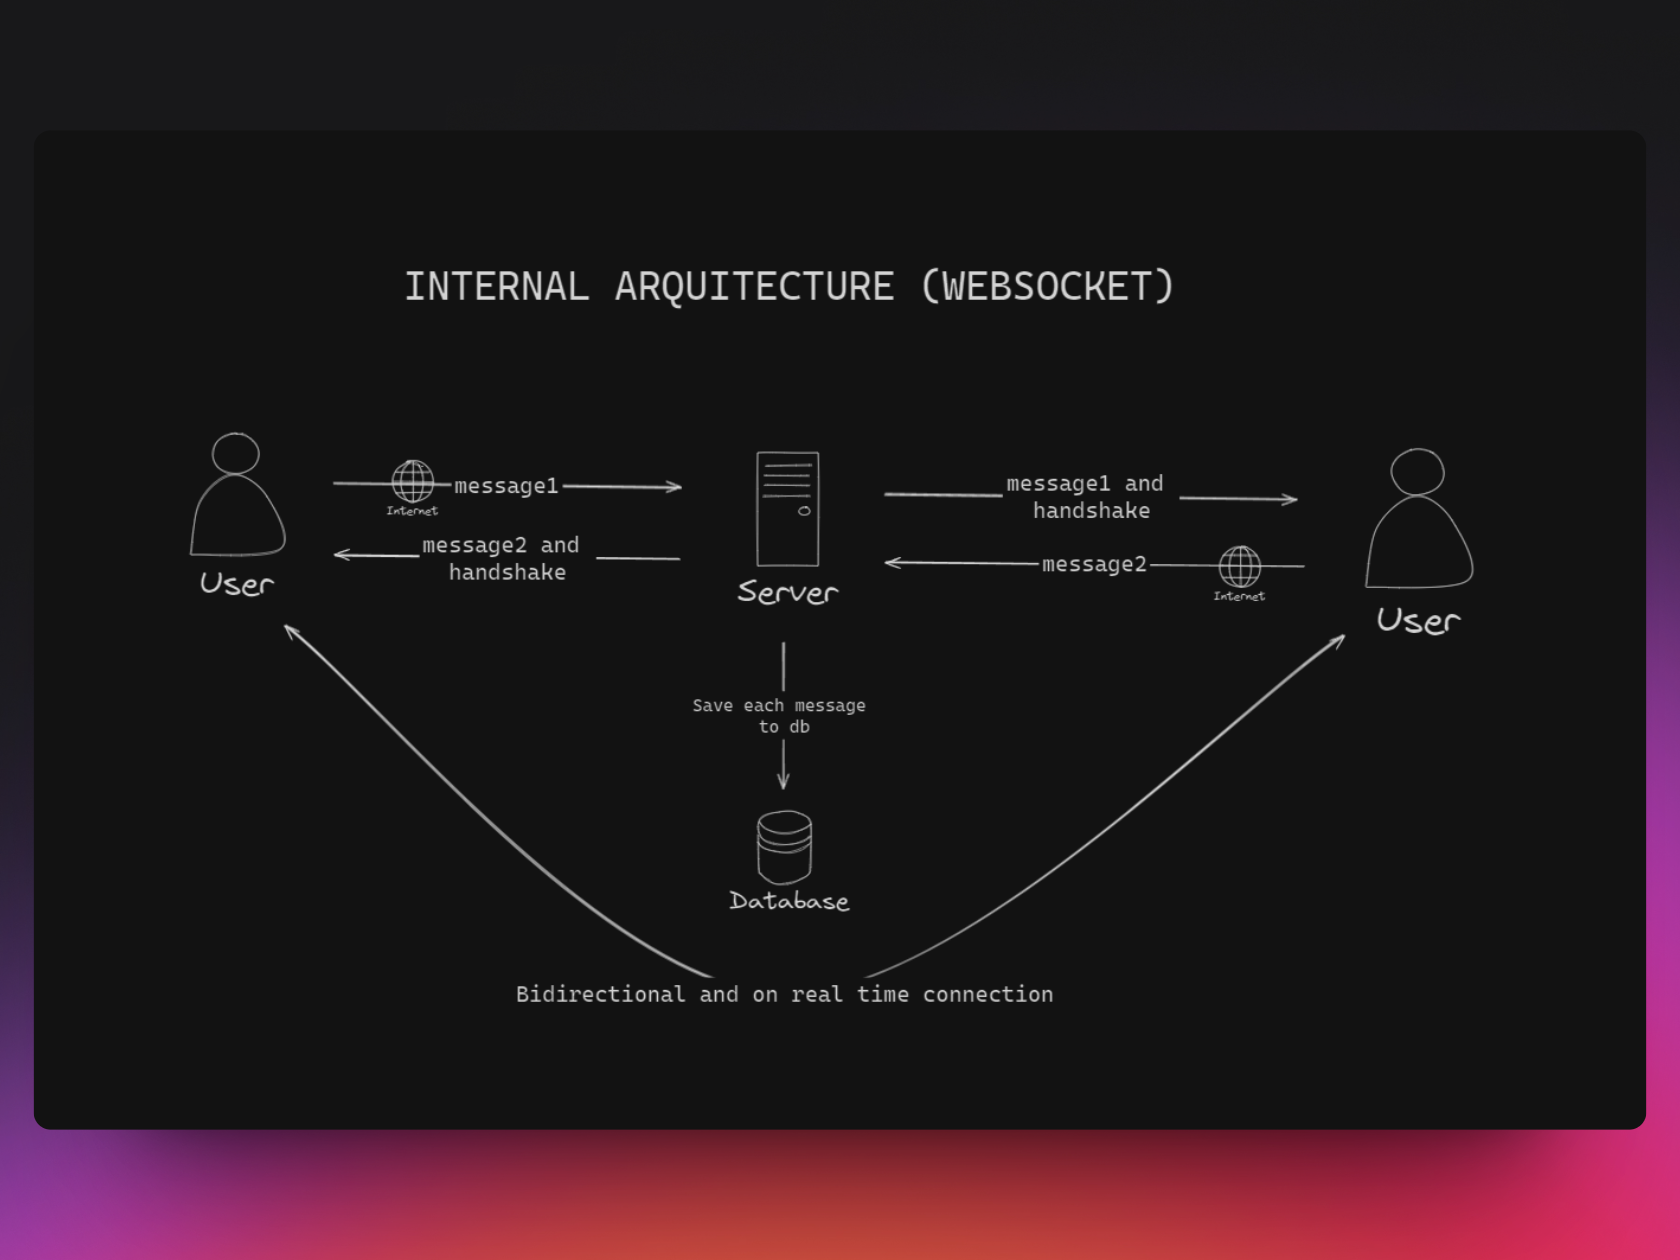 INTERNAL ARQUITECTURE (WEBSOCKET)
message1
Internet
message2 and
handshake
User
Server
message1 and
handshake
message2
Internet
User
Save each message
to db
Database
Bidirectional and on real time connection